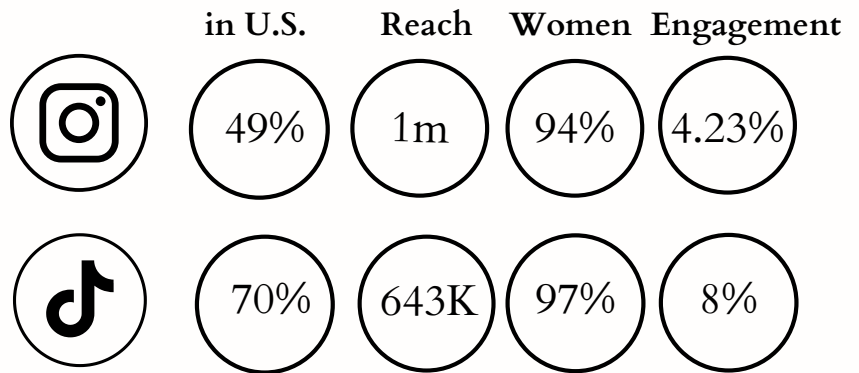 in U.S. Reach Women Engagement
49% 1m 94% 4.23%
70% 643K 97% 8%